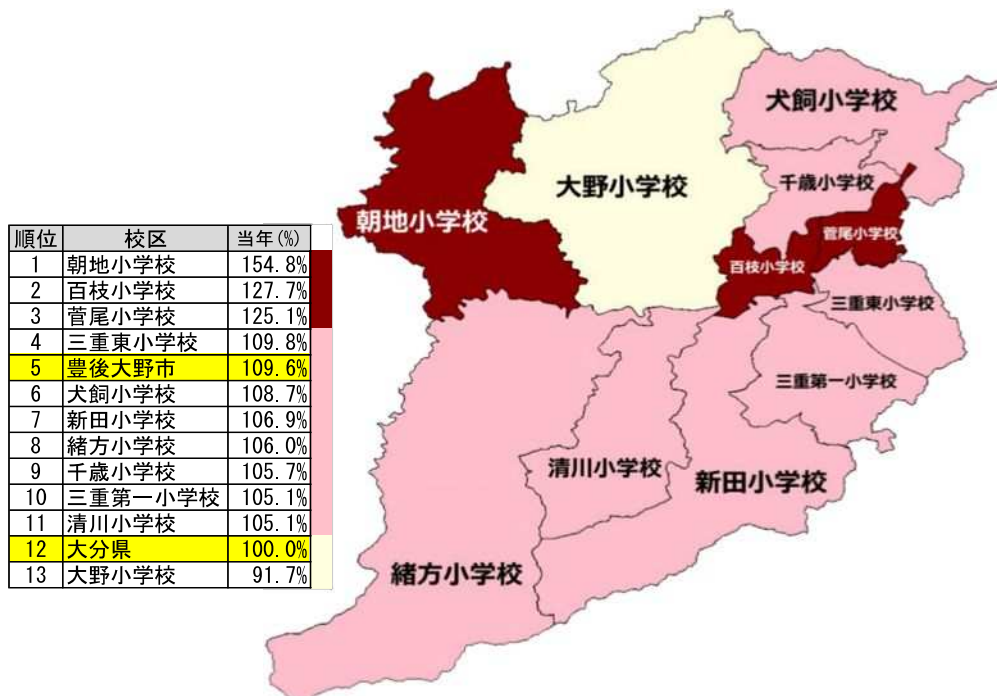 順位 校区 当年(%)
1 朝地小学校 154.8%
2 百枝小学校 127.7%
3 菅尾小学校 125.1%
4 三重東小学校 109.8%
5 豊後大野市 109.6%
6 犬飼小学校 108.7%
7 新田小学校 106.9%
8 緒方小学校 106.0%
9 千歳小学校 105.7%
10 三重第一小学校 105.1%
11 清川小学校 105.1%
12 大分県 100.0%
13 大野小学校 91.7%
犬飼小学校
大野小学校
千歳小学校
朝地小学校
菅尾小学校
百枝小学校
三重東小学校
三重第一小学校
清川小学校
新田小学校
緒方小学校